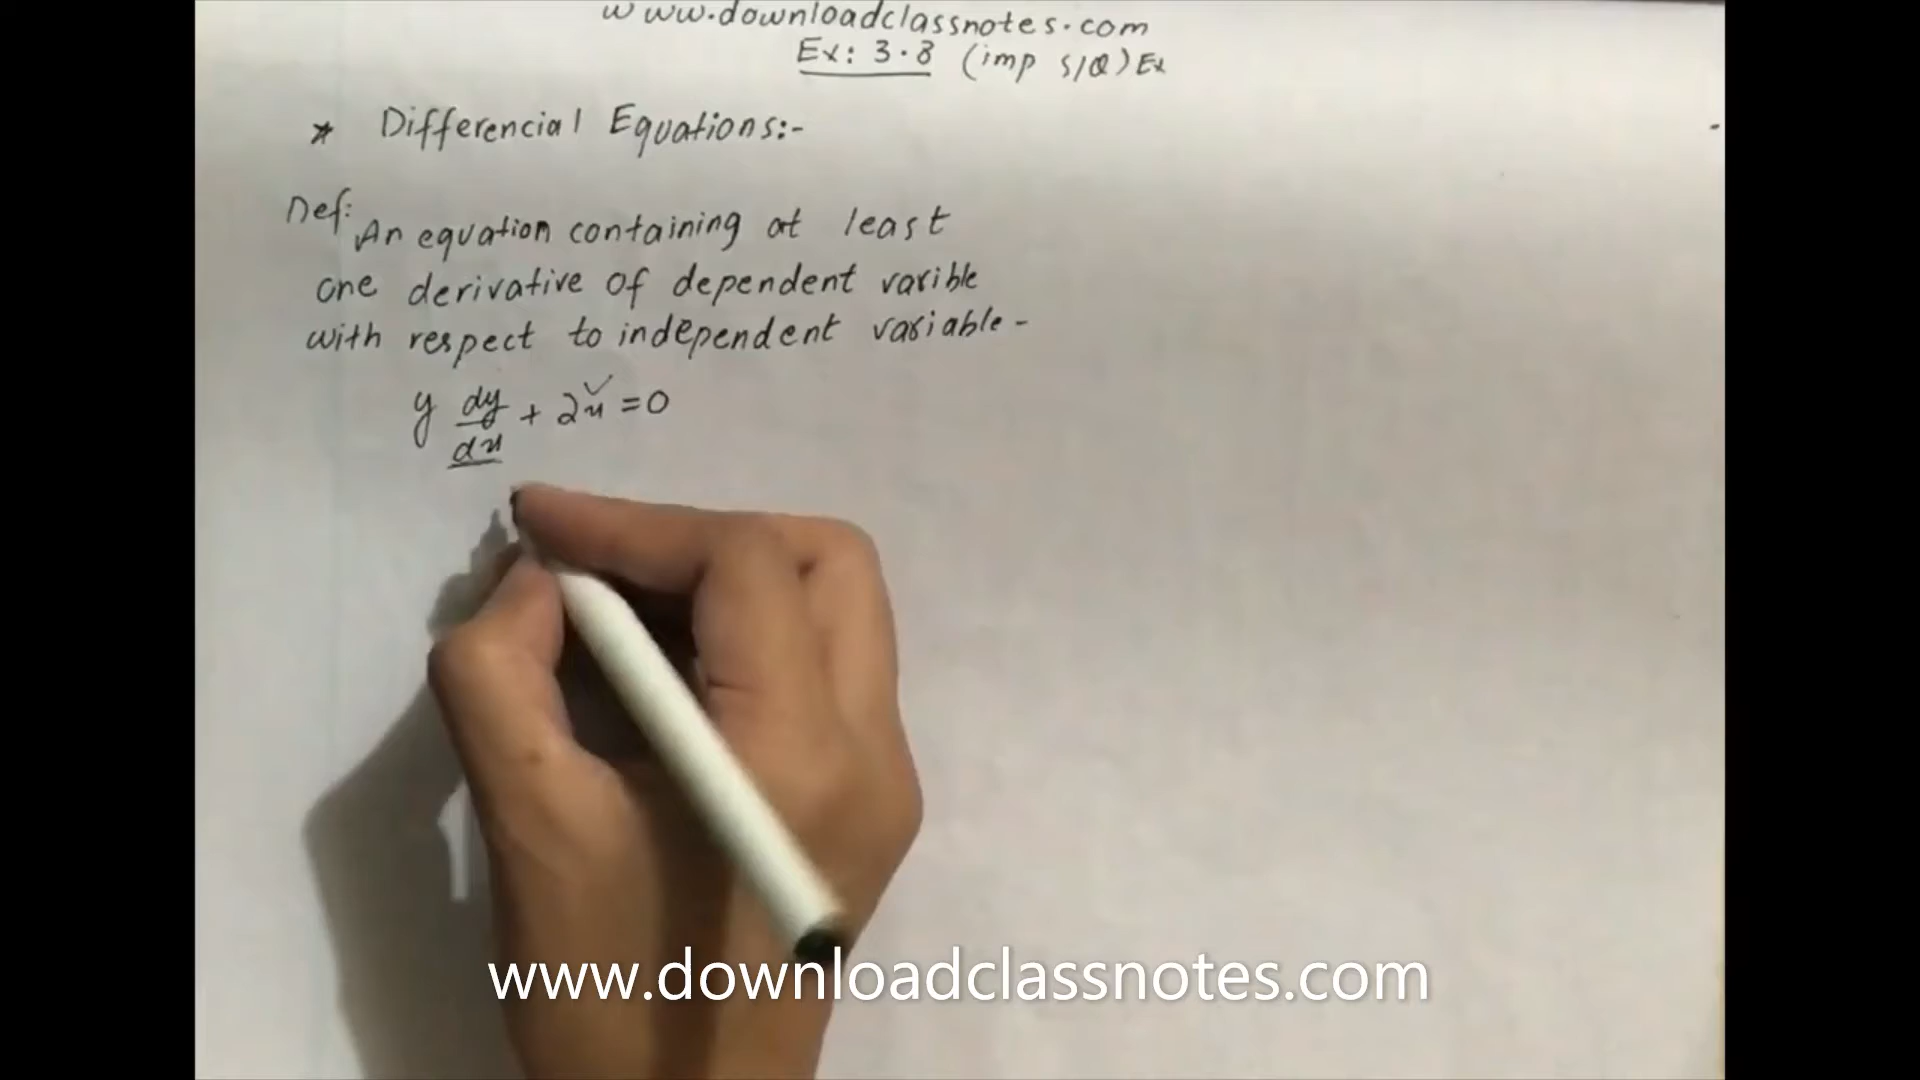 www.downloadclassnotes.com
Ex: 3.8 (imp S/Q) Ex
* Differencial Equations:-
Def: An equation containing at least
one derivative of dependent varible
with respect to independent variable-
y dy/dx + 2x = 0
www.downloadclassnotes.com